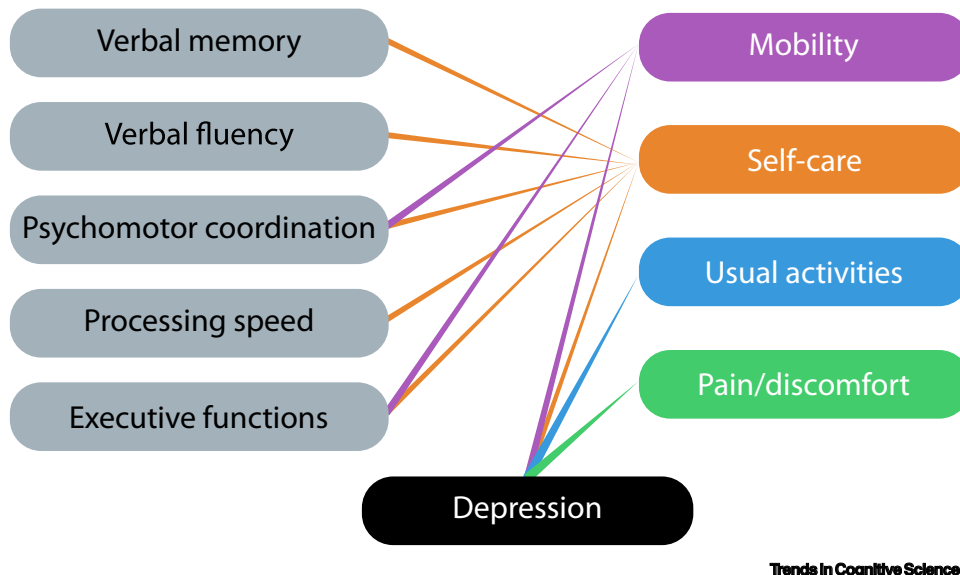 Verbal memory
Verbal fluency
Psychomotor coordination
Processing speed
Executive functions
Mobility
Self-care
Usual activities
Pain/discomfort
Depression
Trends in Cognitive Science